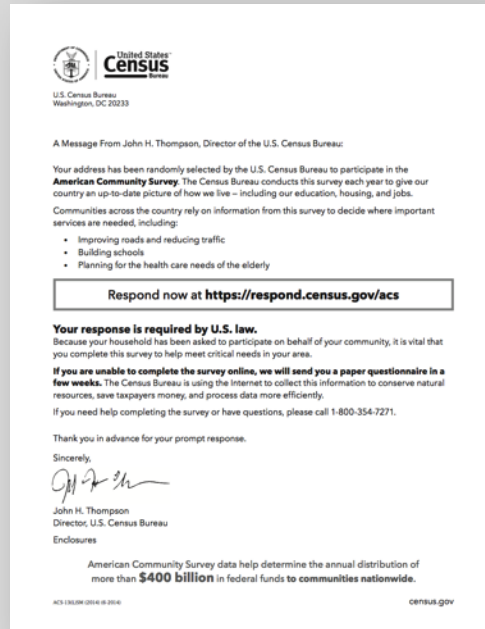 United States®
Census
Bureau
U.S. Census Bureau
Washington, DC 20233
A Message From John H. Thompson, Director of the U.S. Census Bureau:
Your address has been randomly selected by the U.S. Census Bureau to participate in the
American Community Survey. The Census Bureau conducts this survey each year to give our
country an up-to-date picture of how we live – including our education, housing, and jobs.
Communities across the country rely on information from this survey to decide where important
services are needed, including:
• Improving roads and reducing traffic
• Building schools
• Planning for the health care needs of the elderly
Respond now at https://respond.census.gov/acs
Your response is required by U.S. law.
Because your household has been asked to participate on behalf of your community, it is vital that
you complete this survey to help meet critical needs in your area.
If you are unable to complete the survey online, we will send you a paper questionnaire in a
few weeks. The Census Bureau is using the Internet to collect this information to conserve natural
resources, save taxpayers money, and process data more efficiently.
If you need help completing the survey or have questions, please call 1-800-354-7271.
Thank you in advance for your prompt response.
Sincerely,
John H. Thompson
Director, U.S. Census Bureau
Enclosures
American Community Survey data help determine the annual distribution of
more than $400 billion in federal funds to communities nationwide.
census.gov